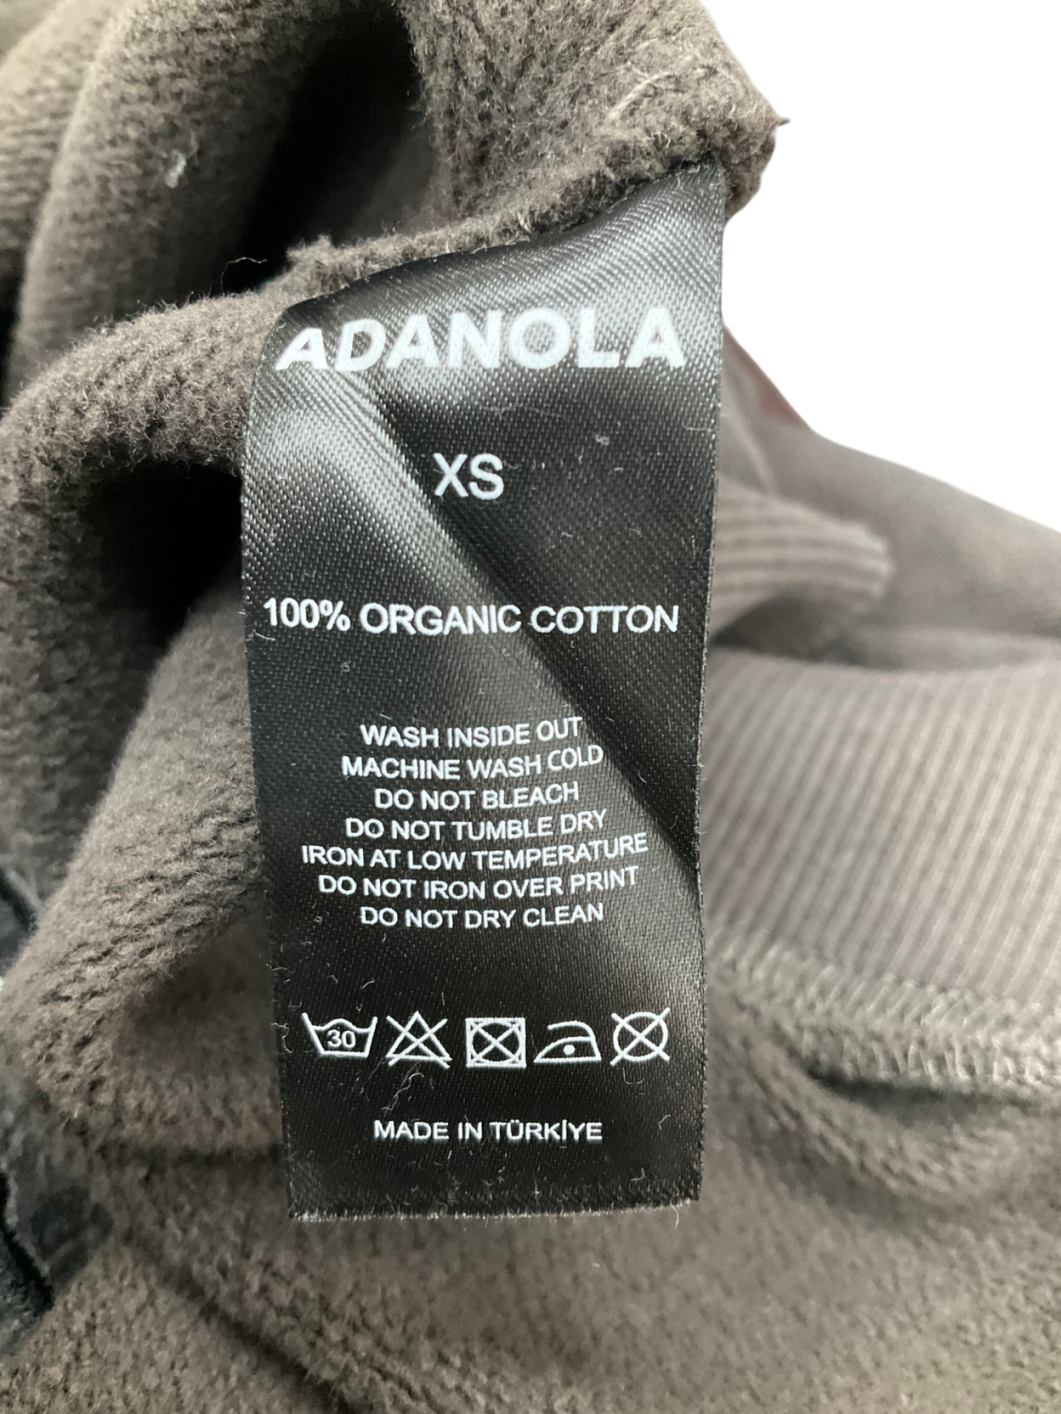 ADANOLA
XS
100% ORGANIC COTTON
WASH INSIDE OUT
MACHINE WASH COLD
DO NOT BLEACH
DO NOT TUMBLE DRY
IRON AT LOW TEMPERATURE
DO NOT IRON OVER PRINT
DO NOT DRY CLEAN
30
MADE IN TÜRKİYE